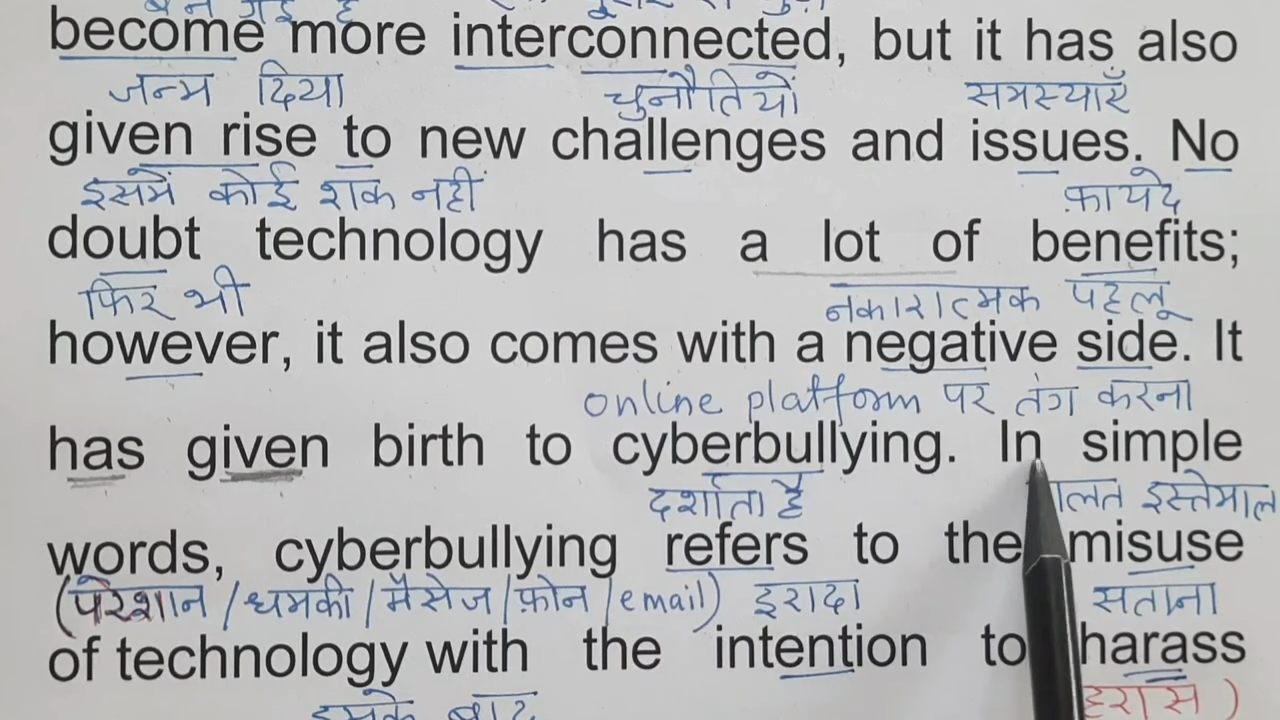 become more interconnected, but it has also
जन्म दिया चुनौतियों समस्याएँ
given rise to new challenges and issues. No
इसमें कोई शक नहीं फ़ायदे
doubt technology has a lot of benefits;
फिर भी नकारात्मक पहलू
however, it also comes with a negative side. It
online platform पर तंग करना
has given birth to cyberbullying. In simple
दर्शाता है इस्तेमाल
words, cyberbullying refers to the misuse
(परेशान / धमकी / मैसेज / फ़ोन / email) इरादा सताना
of technology with the intention to harass
इसके बाद हरास )